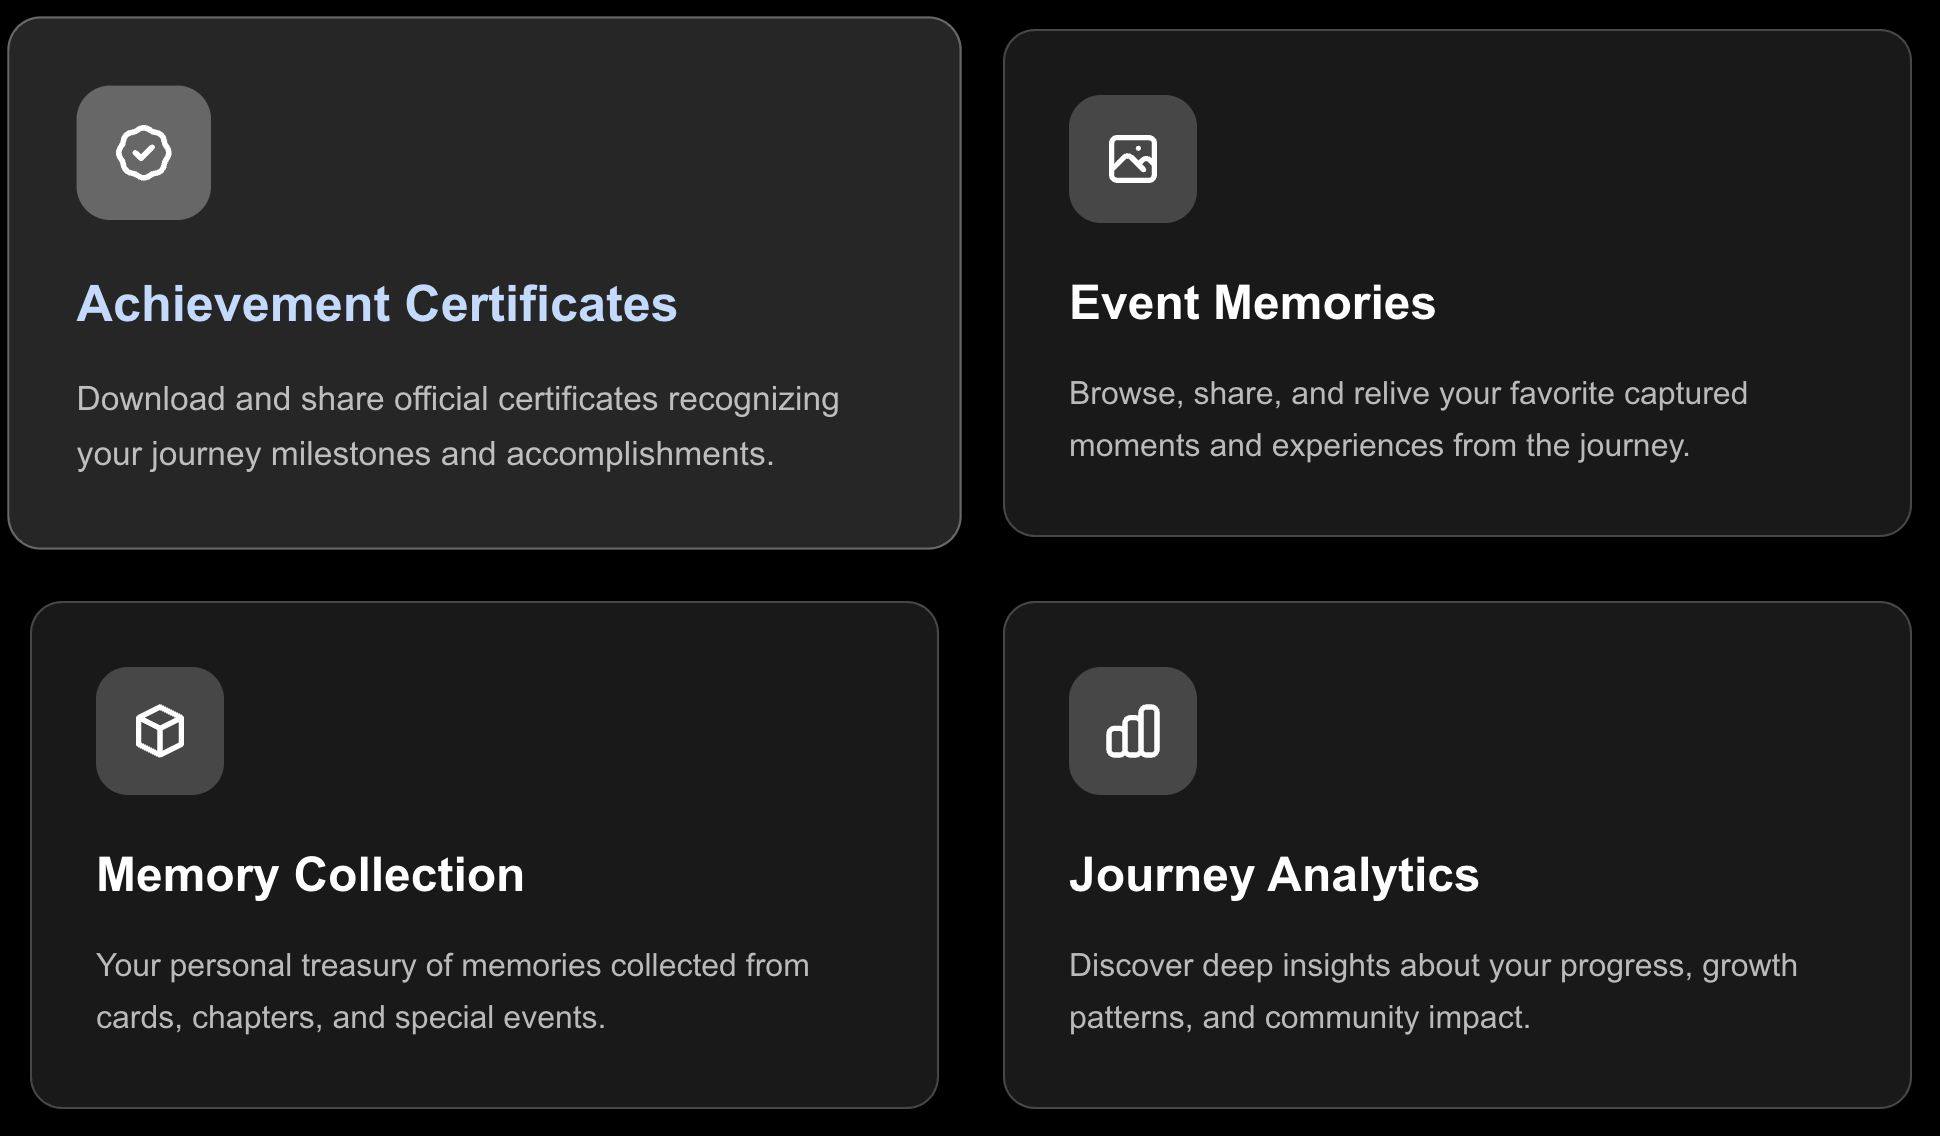 Achievement Certificates
Download and share official certificates recognizing
your journey milestones and accomplishments.
Event Memories
Browse, share, and relive your favorite captured
moments and experiences from the journey.
Memory Collection
Your personal treasury of memories collected from
cards, chapters, and special events.
Journey Analytics
Discover deep insights about your progress, growth
patterns, and community impact.